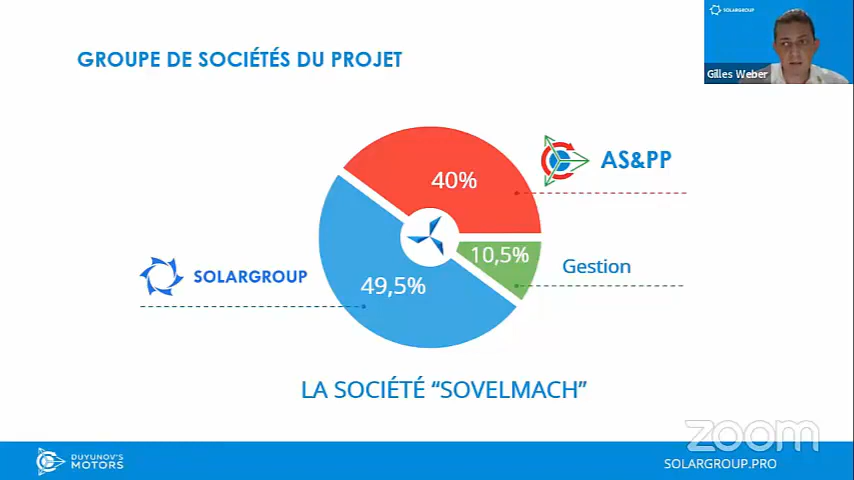 SOLARGROUP
GROUPE DE SOCIÉTÉS DU PROJET
Gilles Weber
40%
AS&PP
10,5%
Gestion
SOLARGROUP
49,5%
LA SOCIÉTÉ “SOVELMACH”
zoom
DUYUNOV'S
MOTORS
SOLARGROUP.PRO